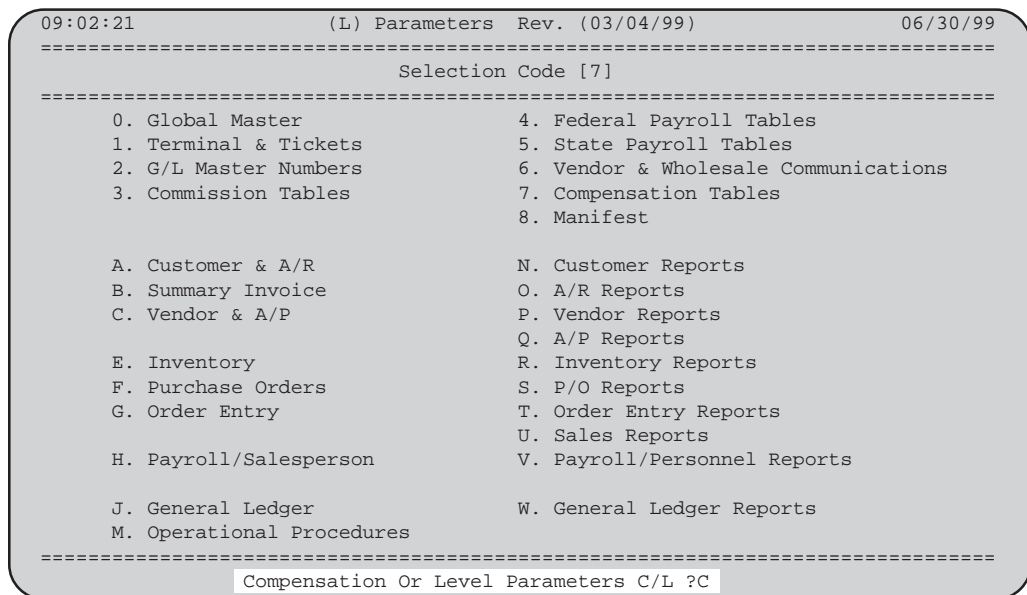 09:02:21 (L) Parameters Rev. (03/04/99) 06/30/99
================================================================================
Selection Code [7]
================================================================================
0. Global Master 4. Federal Payroll Tables
1. Terminal & Tickets 5. State Payroll Tables
2. G/L Master Numbers 6. Vendor & Wholesale Communications
3. Commission Tables 7. Compensation Tables
8. Manifest
A. Customer & A/R N. Customer Reports
B. Summary Invoice O. A/R Reports
C. Vendor & A/P P. Vendor Reports
Q. A/P Reports
E. Inventory R. Inventory Reports
F. Purchase Orders S. P/O Reports
G. Order Entry T. Order Entry Reports
U. Sales Reports
H. Payroll/Salesperson V. Payroll/Personnel Reports
J. General Ledger W. General Ledger Reports
M. Operational Procedures
================================================================================
Compensation Or Level Parameters C/L ?C